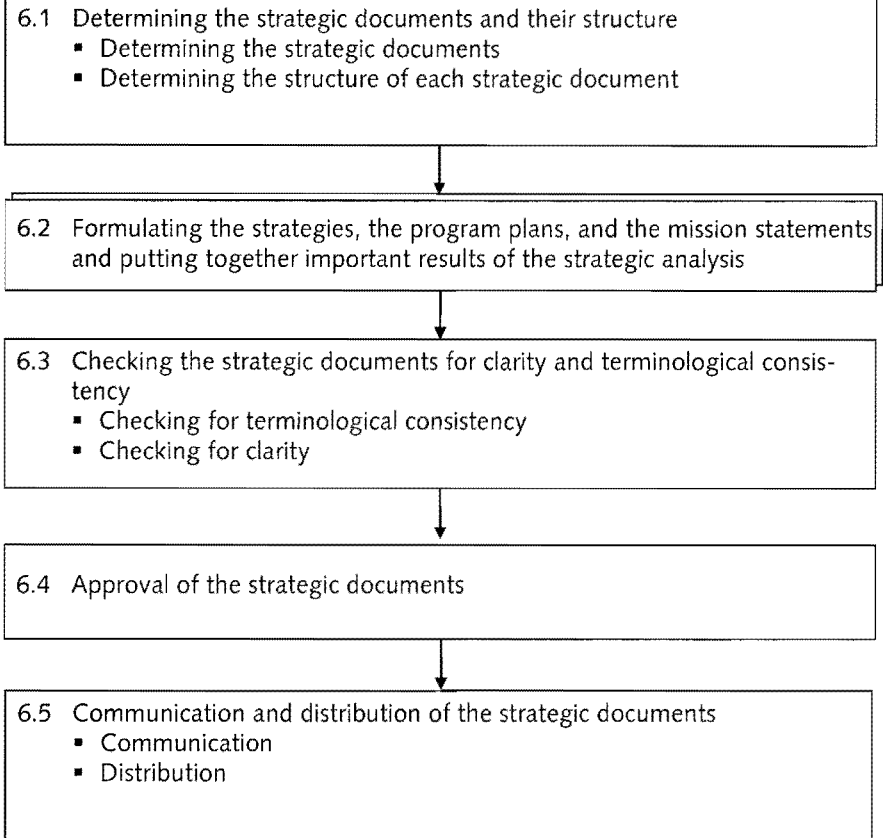 6.1 Determining the strategic documents and their structure
▪ Determining the strategic documents
▪ Determining the structure of each strategic document
6.2 Formulating the strategies, the program plans, and the mission statements
and putting together important results of the strategic analysis
6.3 Checking the strategic documents for clarity and terminological consis-
tency
▪ Checking for terminological consistency
▪ Checking for clarity
6.4 Approval of the strategic documents
6.5 Communication and distribution of the strategic documents
▪ Communication
▪ Distribution